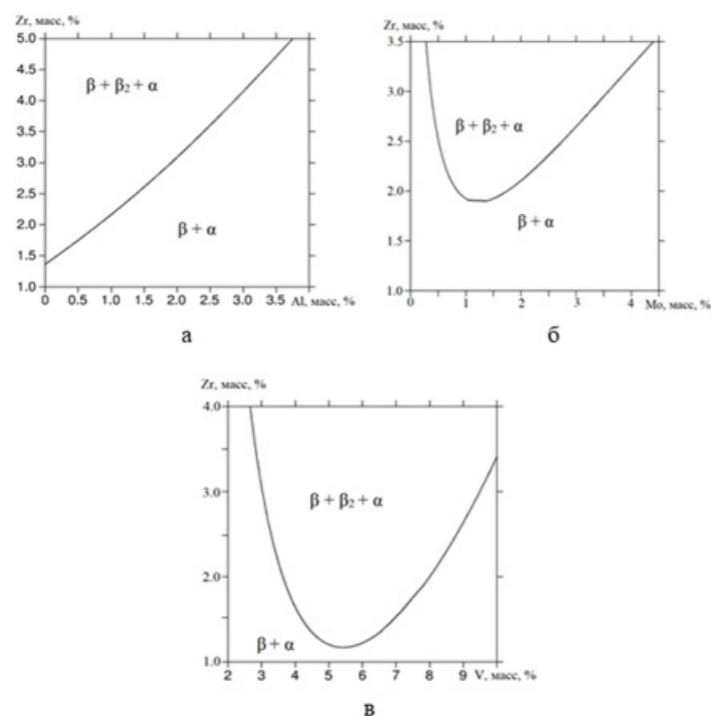 Zr, масс, %
5.0
4.5
4.0
3.5
3.0
2.5
2.0
1.5
1.0
β + β₂ + α
β + α
0 0.5 1.0 1.5 2.0 2.5 3.0 3.5 Al, масс, %
а
Zr, масс, %
3.5
3.0
2.5
2.0
1.5
1.0
β + β₂ + α
β + α
0 1 2 3 4 Mo, масс, %
б
Zr, масс, %
4.0
3.0
2.0
1.0
β + β₂ + α
β + α
2 3 4 5 6 7 8 9 V, масс, %
в